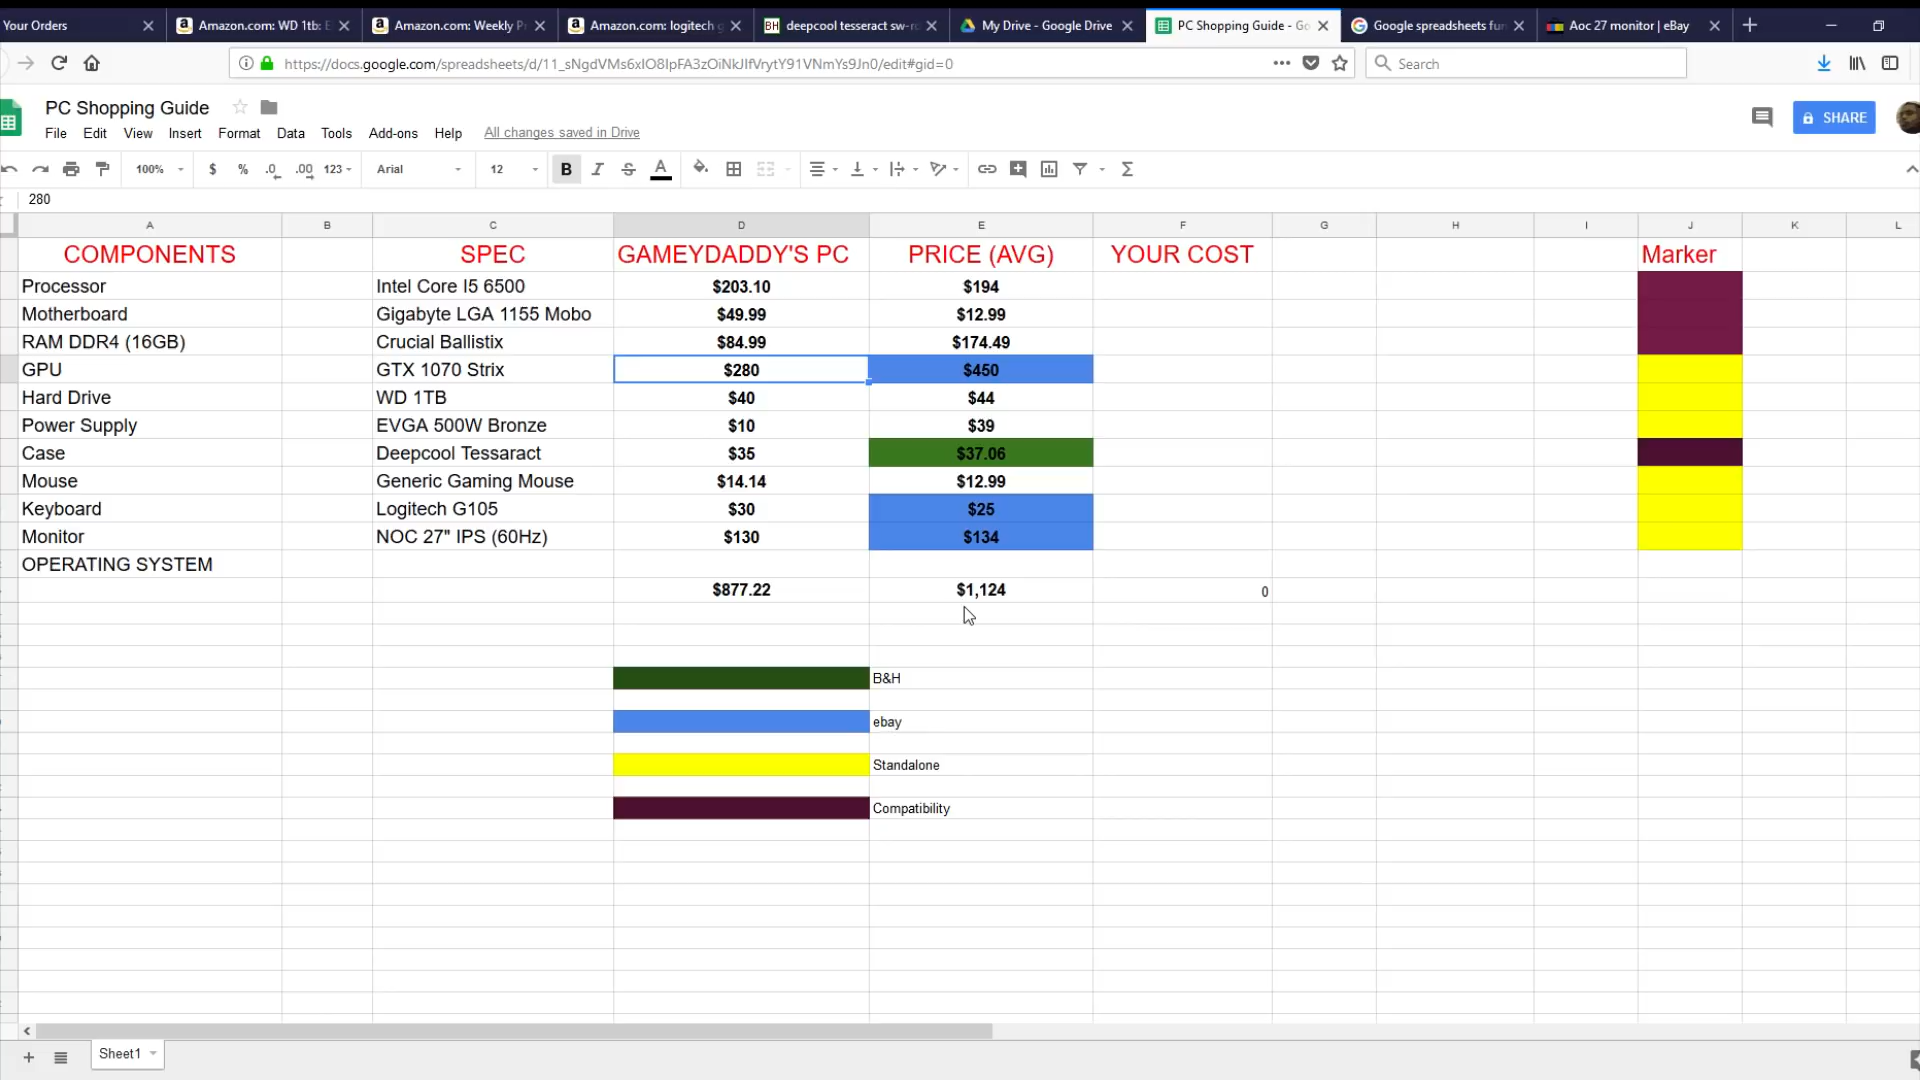 Your Orders
Amazon.com: WD 1tb: E
Amazon.com: Weekly P
Amazon.com: logitech g
BH deepcool tesseract sw-r
My Drive - Google Drive
PC Shopping Guide - Go
Google spreadsheets fun
Aoc 27 monitor | eBay
https://docs.google.com/spreadsheets/d/11_sNgdVMs6xIO8IpFA3zOiNkJIfVrytY91VNmYs9Jn0/edit#gid=0
Search
PC Shopping Guide
File Edit View Insert Format Data Tools Add-ons Help All changes saved in Drive
SHARE
100% $ % .0 .00 123 Arial 12 B I S A Σ
280
A B C D E F G H I J K L
COMPONENTS SPEC GAMEYDADDY'S PC PRICE (AVG) YOUR COST Marker
Processor Intel Core I5 6500 $203.10 $194
Motherboard Gigabyte LGA 1155 Mobo $49.99 $12.99
RAM DDR4 (16GB) Crucial Ballistix $84.99 $174.49
GPU GTX 1070 Strix $280 $450
Hard Drive WD 1TB $40 $44
Power Supply EVGA 500W Bronze $10 $39
Case Deepcool Tessaract $35 $37.06
Mouse Generic Gaming Mouse $14.14 $12.99
Keyboard Logitech G105 $30 $25
Monitor NOC 27" IPS (60Hz) $130 $134
OPERATING SYSTEM
$877.22 $1,124 0
B&H
ebay
Standalone
Compatibility
Sheet1